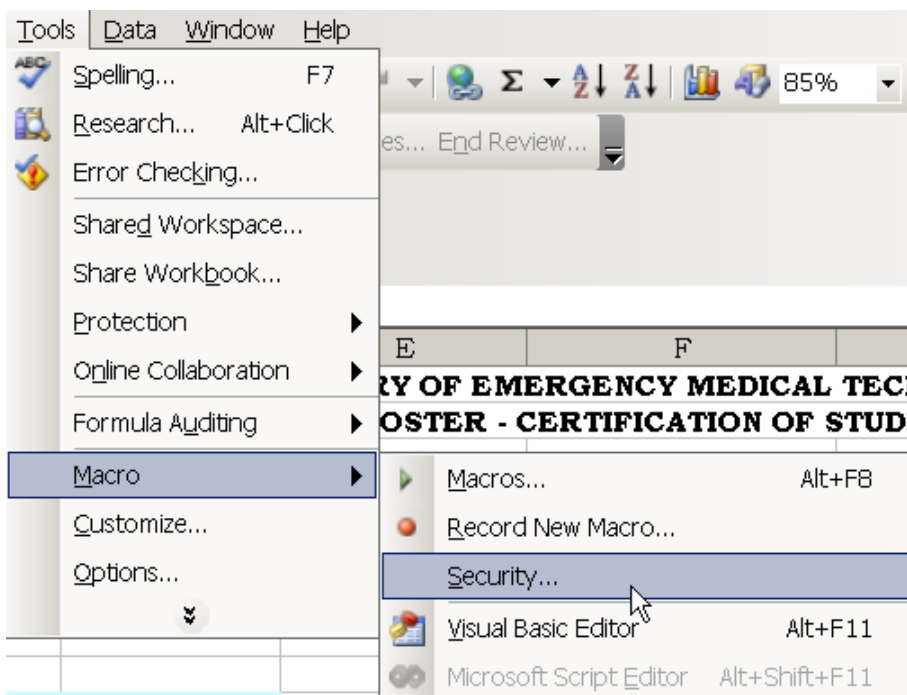 Tools Data Window Help
ABC Spelling... F7
Σ A Z Z A 85%
Research... Alt+Click
es... End Review...
Error Checking...
Shared Workspace...
Share Workbook...
Protection
E F
Online Collaboration
RY OF EMERGENCY MEDICAL TEC
Formula Auditing
OSTER - CERTIFICATION OF STUD
Macro
Macros... Alt+F8
Customize...
Record New Macro...
Options...
Security...
Visual Basic Editor Alt+F11
Microsoft Script Editor Alt+Shift+F11